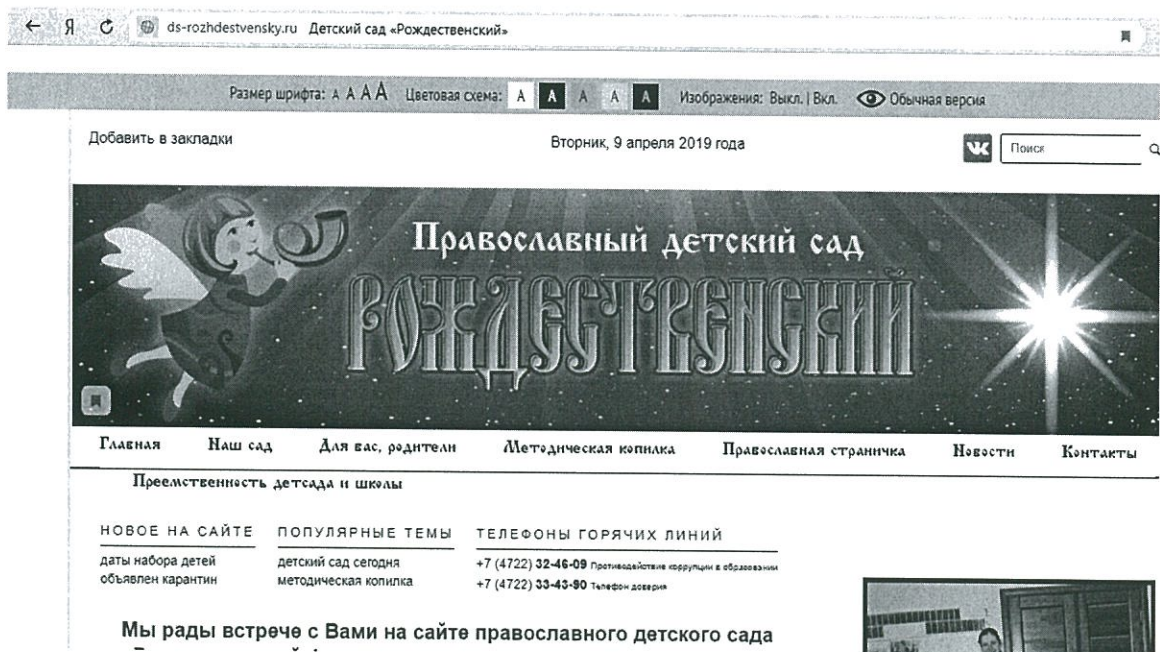 ← Я ds-rozhdestvensky.ru Детский сад «Рождественский»
Размер шрифта: А А А А Цветовая схема: А А А А А Изображения: Выкл. | Вкл. Обычная версия
Добавить в закладки Вторник, 9 апреля 2019 года Поиск
Православный детский сад
РОЖДЕСТВЕНСКИЙ
Главная Наш сад Для вас, родители Методическая копилка Православная страничка Новости Контакты
Преемственность детсада и школы
НОВОЕ НА САЙТЕ ПОПУЛЯРНЫЕ ТЕМЫ ТЕЛЕФОНЫ ГОРЯЧИХ ЛИНИЙ
даты набора детей детский сад сегодня +7 (4722) 32-46-09 Противодействие коррупции в образовании
объявлен карантин методическая копилка +7 (4722) 33-43-90 Телефон доверия
Мы рады встрече с Вами на сайте православного детского сада